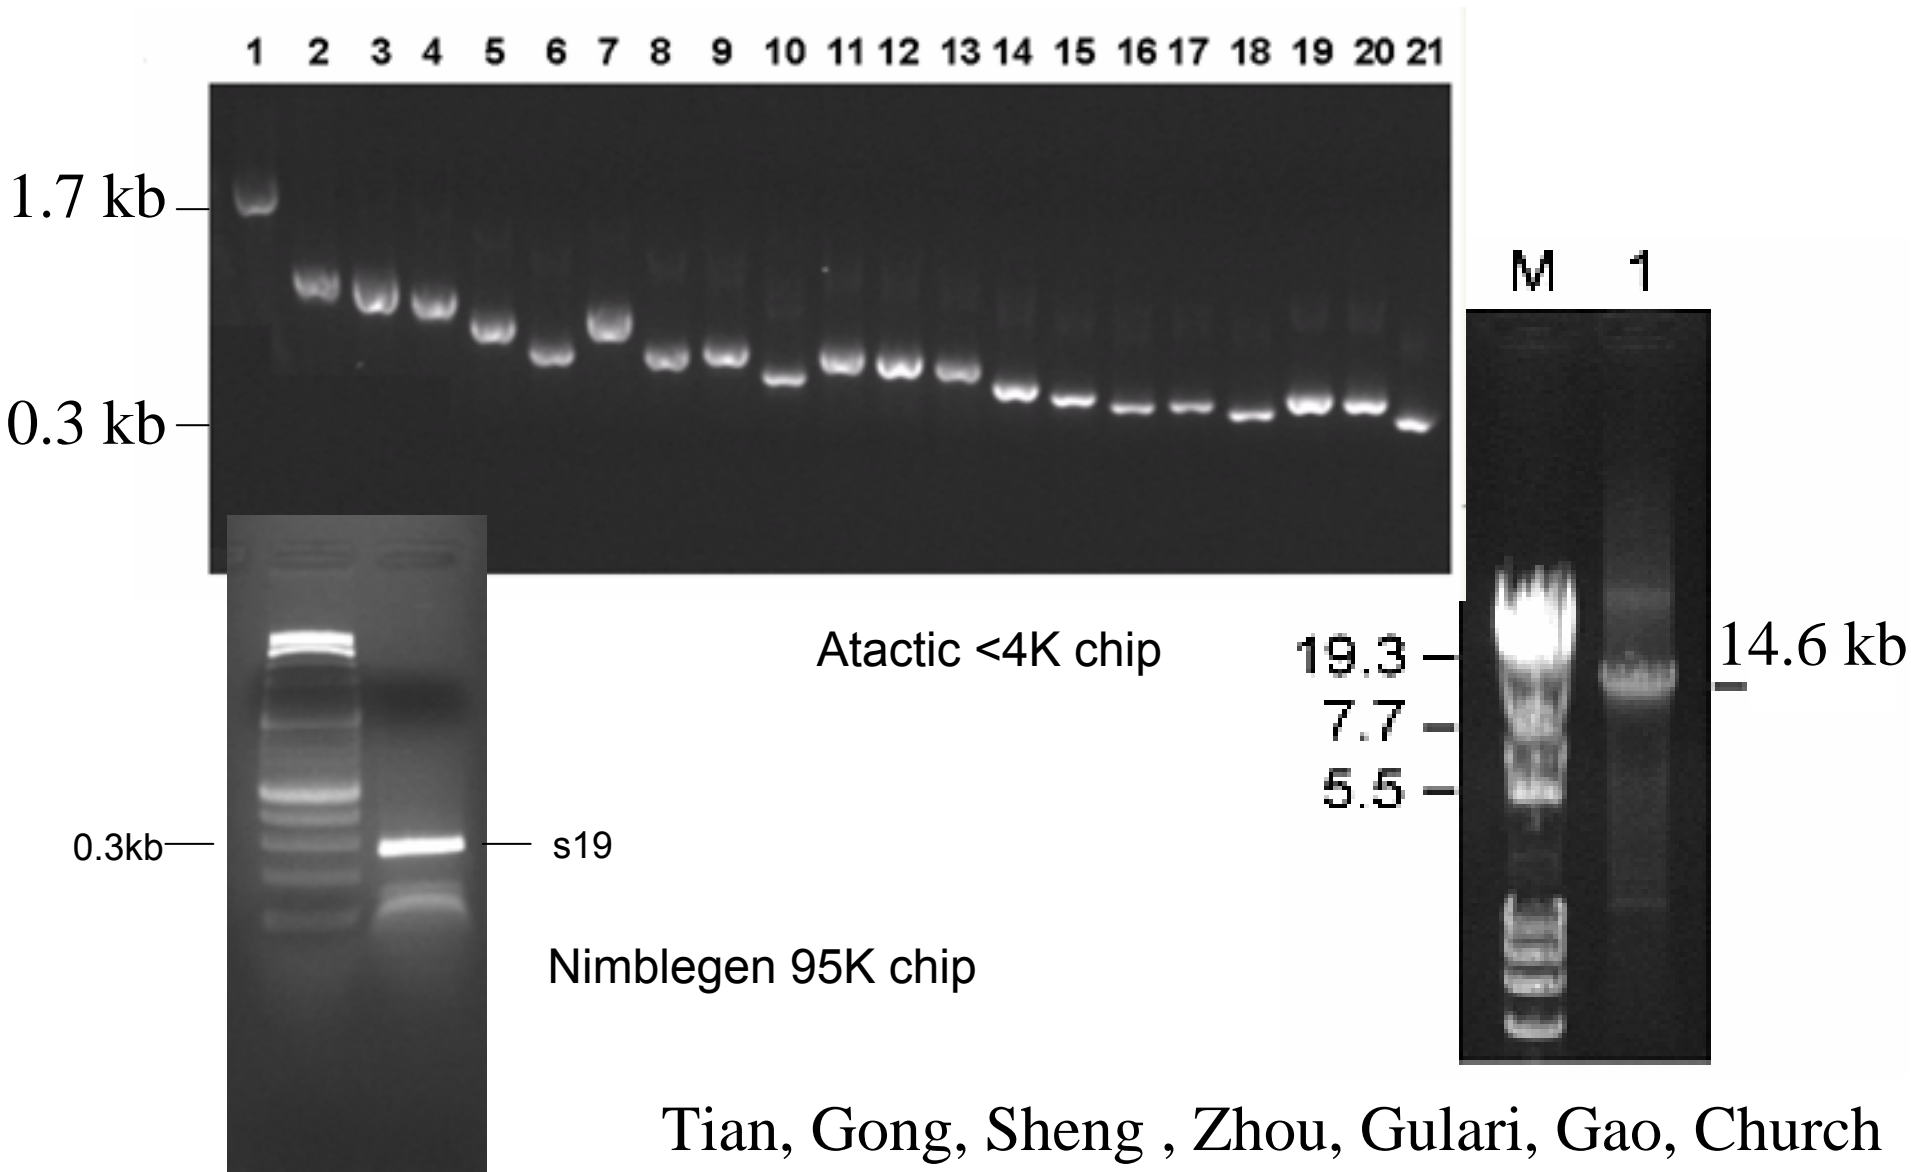 1 2 3 4 5 6 7 8 9 10 11 12 13 14 15 16 17 18 19 20 21
1.7 kb
0.3 kb
M 1
Atactic <4K chip
19.3
14.6 kb
7.7
5.5
0.3kb
s19
Nimblegen 95K chip
Tian, Gong, Sheng , Zhou, Gulari, Gao, Church